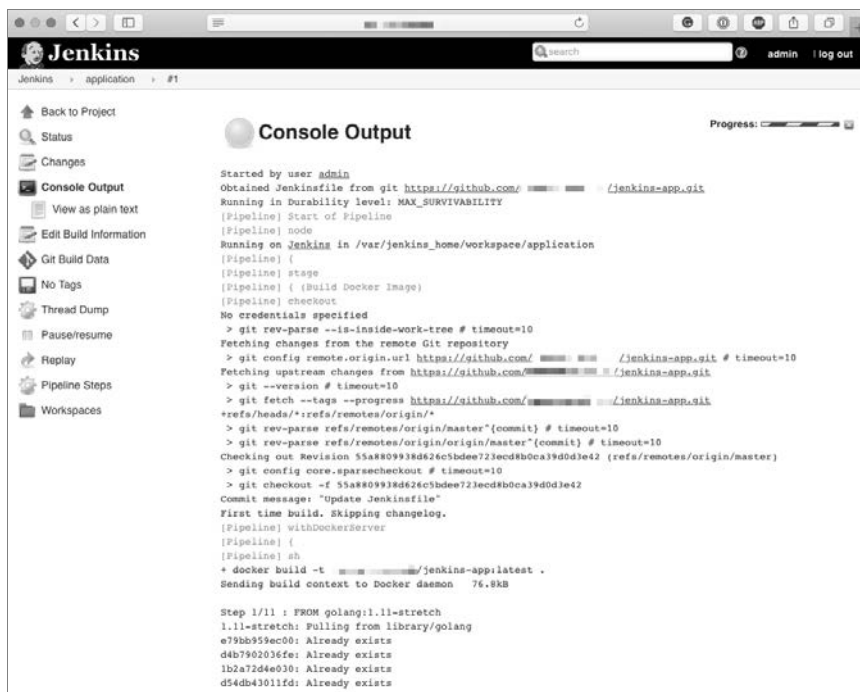 Jenkins
search
admin
log out
Jenkins > application > #1
Back to Project
Status
Changes
Console Output
View as plain text
Edit Build Information
Git Build Data
No Tags
Thread Dump
Pause/resume
Replay
Pipeline Steps
Workspaces
Console Output
Progress:
Started by user admin
Obtained Jenkinsfile from git https://github.com/ /jenkins-app.git
Running in Durability level: MAX_SURVIVABILITY
[Pipeline] Start of Pipeline
[Pipeline] node
Running on Jenkins in /var/jenkins_home/workspace/application
[Pipeline] {
[Pipeline] stage
[Pipeline] { (Build Docker Image)
[Pipeline] checkout
No credentials specified
> git rev-parse --is-inside-work-tree # timeout=10
Fetching changes from the remote Git repository
> git config remote.origin.url https://github.com/ /jenkins-app.git # timeout=10
Fetching upstream changes from https://github.com/ /jenkins-app.git
> git --version # timeout=10
> git fetch --tags --progress https://github.com/ /jenkins-app.git
+refs/heads/*:refs/remotes/origin/*
> git rev-parse refs/remotes/origin/master^{commit} # timeout=10
> git rev-parse refs/remotes/origin/origin/master^{commit} # timeout=10
Checking out Revision 55a8809938d626c5bdee723ecd8b0ca39d0d3e42 (refs/remotes/origin/master)
> git config core.sparsecheckout # timeout=10
> git checkout -f 55a8809938d626c5bdee723ecd8b0ca39d0d3e42
Commit message: "Update Jenkinsfile"
First time build. Skipping changelog.
[Pipeline] withDockerServer
[Pipeline] {
[Pipeline] sh
+ docker build -t /jenkins-app:latest .
Sending build context to Docker daemon 76.8kB
Step 1/11 : FROM golang:1.11-stretch
1.11-stretch: Pulling from library/golang
e79bb959ec00: Already exists
d4b7902036fe: Already exists
1b2a72d4e030: Already exists
d54db43011fd: Already exists